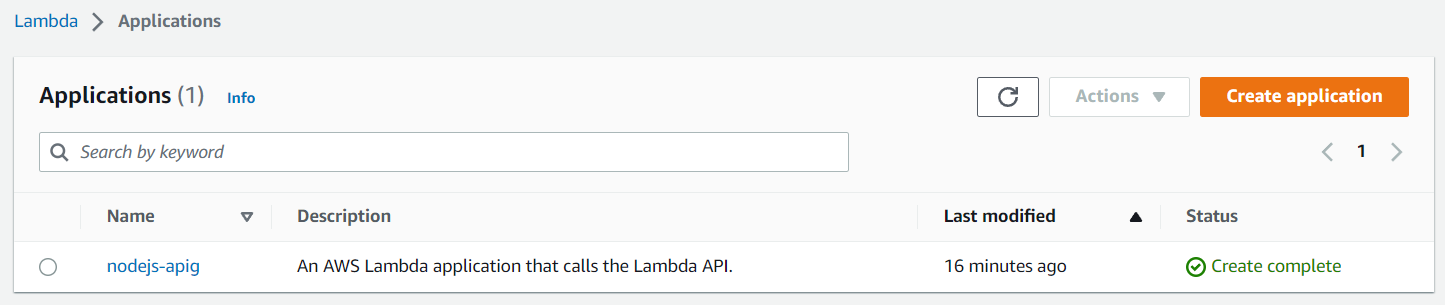 Lambda > Applications
Applications (1) Info
Actions Create application
Search by keyword
1
Name Description Last modified Status
nodejs-apig An AWS Lambda application that calls the Lambda API. 16 minutes ago Create complete